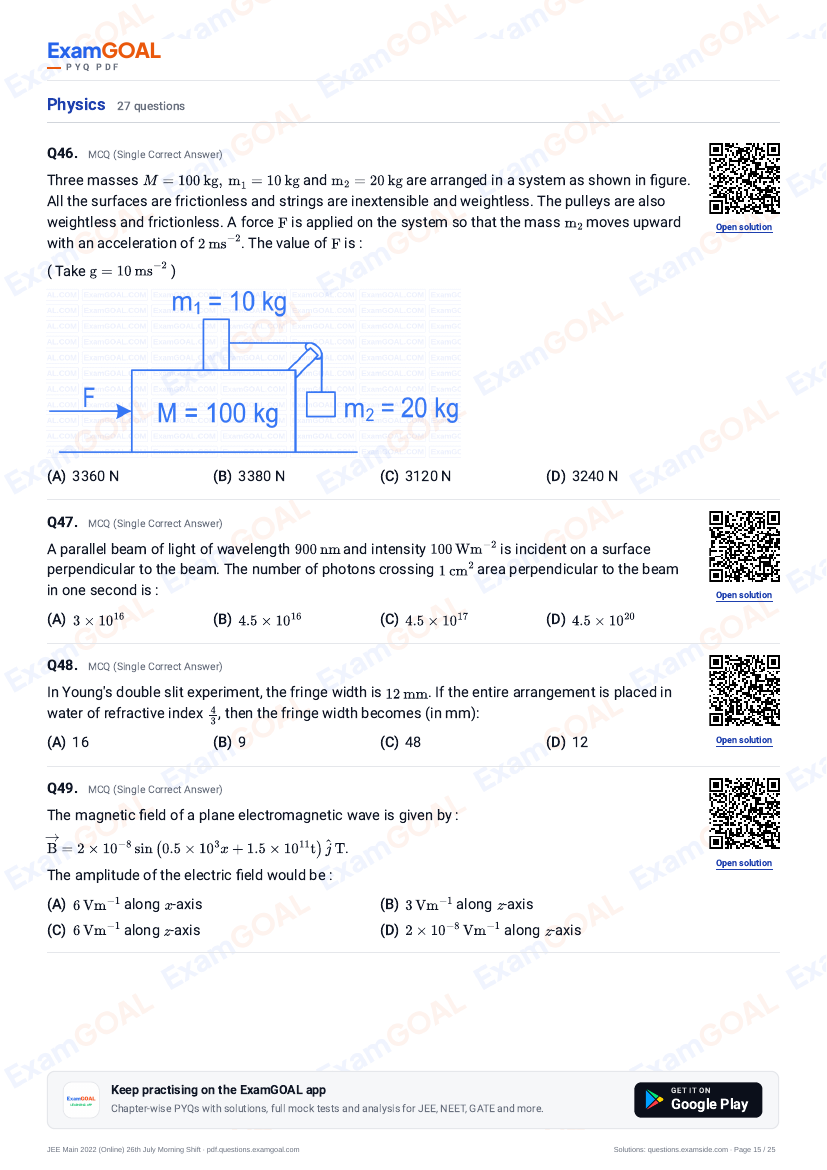 ExamGOAL
PYQ PDF
Physics 27 questions
Q46. MCQ (Single Correct Answer)
Three masses M = 100 kg, m₁ = 10 kg and m₂ = 20 kg are arranged in a system as shown in figure.
All the surfaces are frictionless and strings are inextensible and weightless. The pulleys are also
weightless and frictionless. A force F is applied on the system so that the mass m₂ moves upward
with an acceleration of 2 ms⁻². The value of F is :
( Take g = 10 ms⁻² )
m₁ = 10 kg
F
M = 100 kg
m₂ = 20 kg
(A) 3360 N (B) 3380 N (C) 3120 N (D) 3240 N
Open solution
Q47. MCQ (Single Correct Answer)
A parallel beam of light of wavelength 900 nm and intensity 100 Wm⁻² is incident on a surface
perpendicular to the beam. The number of photons crossing 1 cm² area perpendicular to the beam
in one second is :
(A) 3 × 10¹⁶ (B) 4.5 × 10¹⁶ (C) 4.5 × 10¹⁷ (D) 4.5 × 10²⁰
Open solution
Q48. MCQ (Single Correct Answer)
In Young's double slit experiment, the fringe width is 12 mm. If the entire arrangement is placed in
water of refractive index 4/3, then the fringe width becomes (in mm):
(A) 16 (B) 9 (C) 48 (D) 12
Open solution
Q49. MCQ (Single Correct Answer)
The magnetic field of a plane electromagnetic wave is given by :
B⃗ = 2 × 10⁻⁸ sin (0.5 × 10³x + 1.5 × 10¹¹t) ĵ T.
The amplitude of the electric field would be :
(A) 6 Vm⁻¹ along x-axis (B) 3 Vm⁻¹ along z-axis
(C) 6 Vm⁻¹ along z-axis (D) 2 × 10⁻⁸ Vm⁻¹ along z-axis
Open solution
ExamGOAL
Keep practising on the ExamGOAL app
Chapter-wise PYQs with solutions, full mock tests and analysis for JEE, NEET, GATE and more.
GET IT ON
Google Play
JEE Main 2022 (Online) 26th July Morning Shift · pdf.questions.examgoal.com
Solutions: questions.examside.com · Page 15 / 25